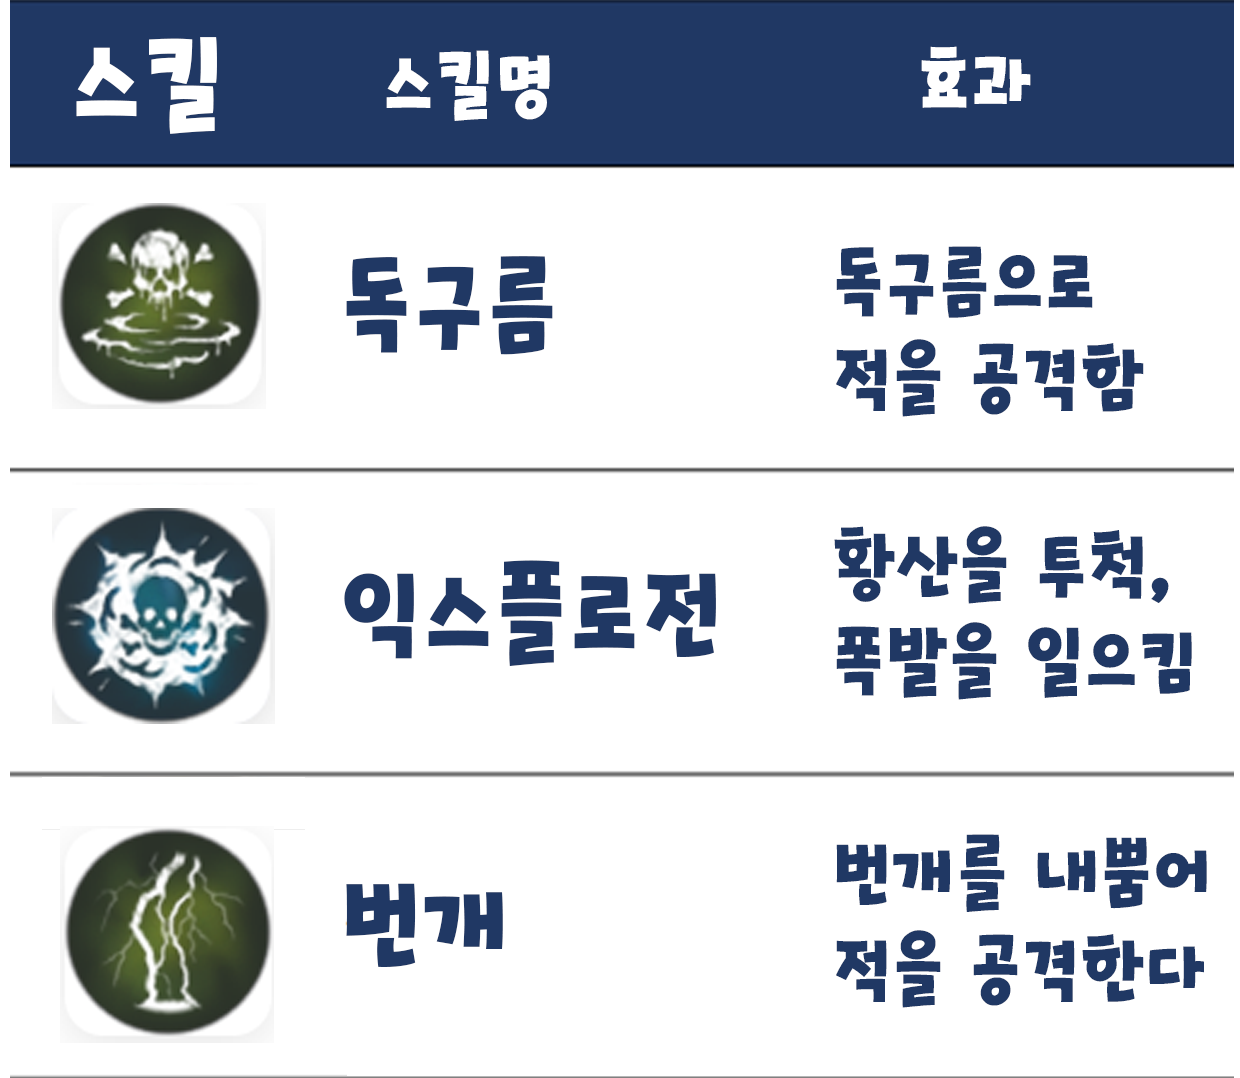 스킬 스킬명 효과
독구름
독구름으로
적을 공격함
익스플로전
황산을 투척,
폭발을 일으킴
번개
번개를 내뿜어
적을 공격한다